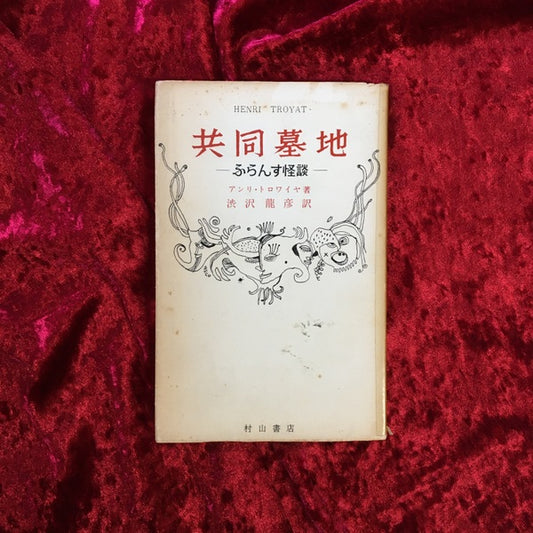 HENRI TROYAT
共同墓地
―ふらんす怪談―
アンリ・トロワイヤ著
渋沢龍彦訳
村山書店